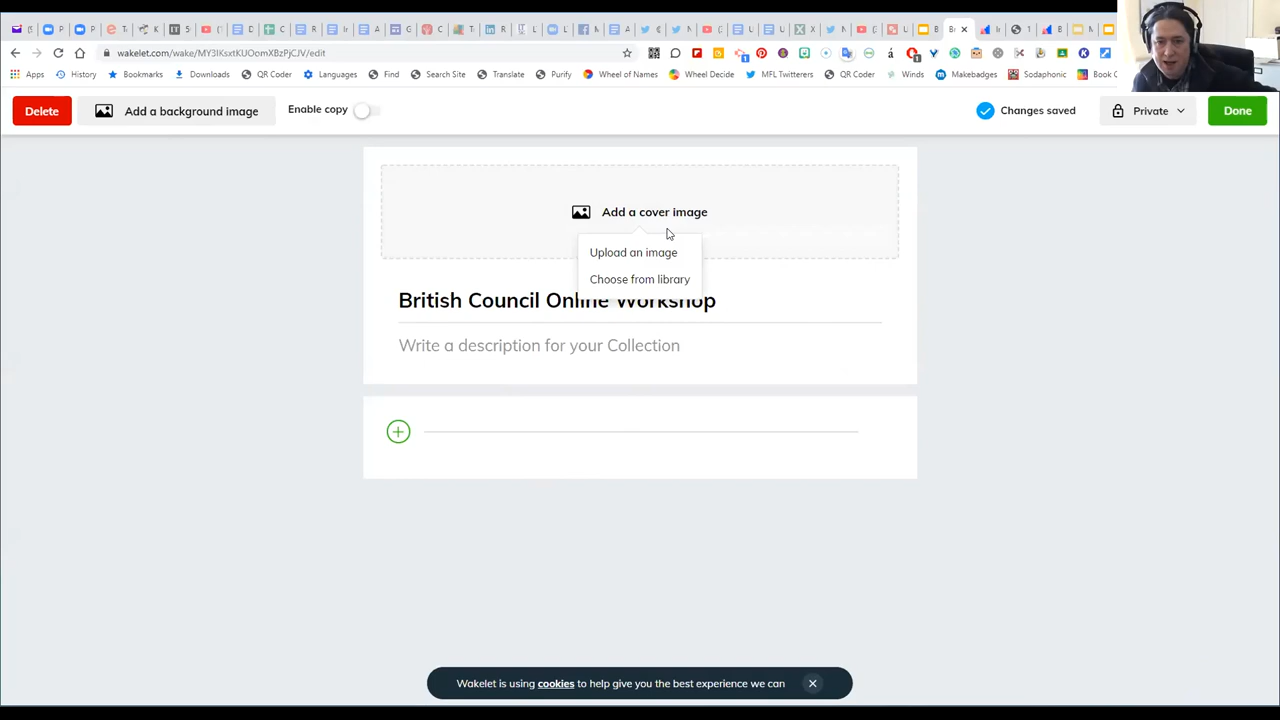 wakelet.com/wake/MY3IKsxtKUOomXBzPjCJV/edit
Apps History Bookmarks Downloads QR Coder Languages Find Search Site Translate Purify Wheel of Names Wheel Decide MFL Twitterers QR Coder Winds Makebadges Sodaphonic Book C
Delete Add a background image Enable copy Changes saved Private Done
Add a cover image
Upload an image
Choose from library
British Council Online Workshop
Write a description for your Collection
Wakelet is using cookies to help give you the best experience we can